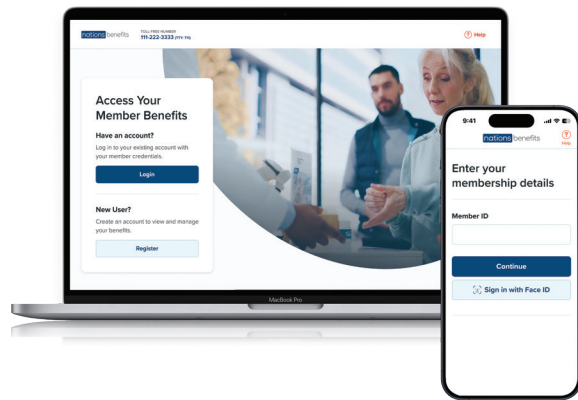 nations benefits
TOLL-FREE NUMBER
111-222-3333 (TTY: 711)
? Help
Access Your
Member Benefits
Have an account?
Log in to your existing account with
your member credentials.
Login
New User?
Create an account to view and manage
your benefits.
Register
MacBook Pro
9:41
nations benefits
?
Help
Enter your
membership details
Member ID
Continue
Sign in with Face ID